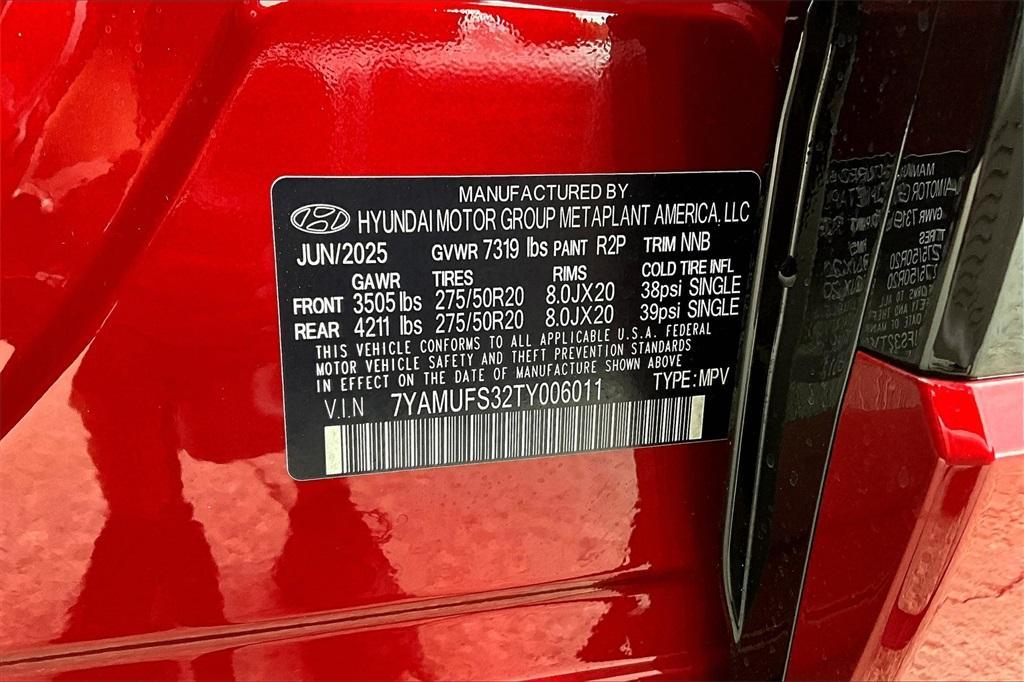 MANUFACTURED BY
HYUNDAI MOTOR GROUP METAPLANT AMERICA, LLC
JUN/2025 GVWR 7319 lbs PAINT R2P TRIM NNB
GAWR TIRES RIMS COLD TIRE INFL
FRONT 3505 lbs 275/50R20 8.0JX20 38psi SINGLE
REAR 4211 lbs 275/50R20 8.0JX20 39psi SINGLE
THIS VEHICLE CONFORMS TO ALL APPLICABLE U.S.A. FEDERAL
MOTOR VEHICLE SAFETY AND THEFT PREVENTION STANDARDS
IN EFFECT ON THE DATE OF MANUFACTURE SHOWN ABOVE
V.I.N 7YAMUFS32TY006011 TYPE : MPV